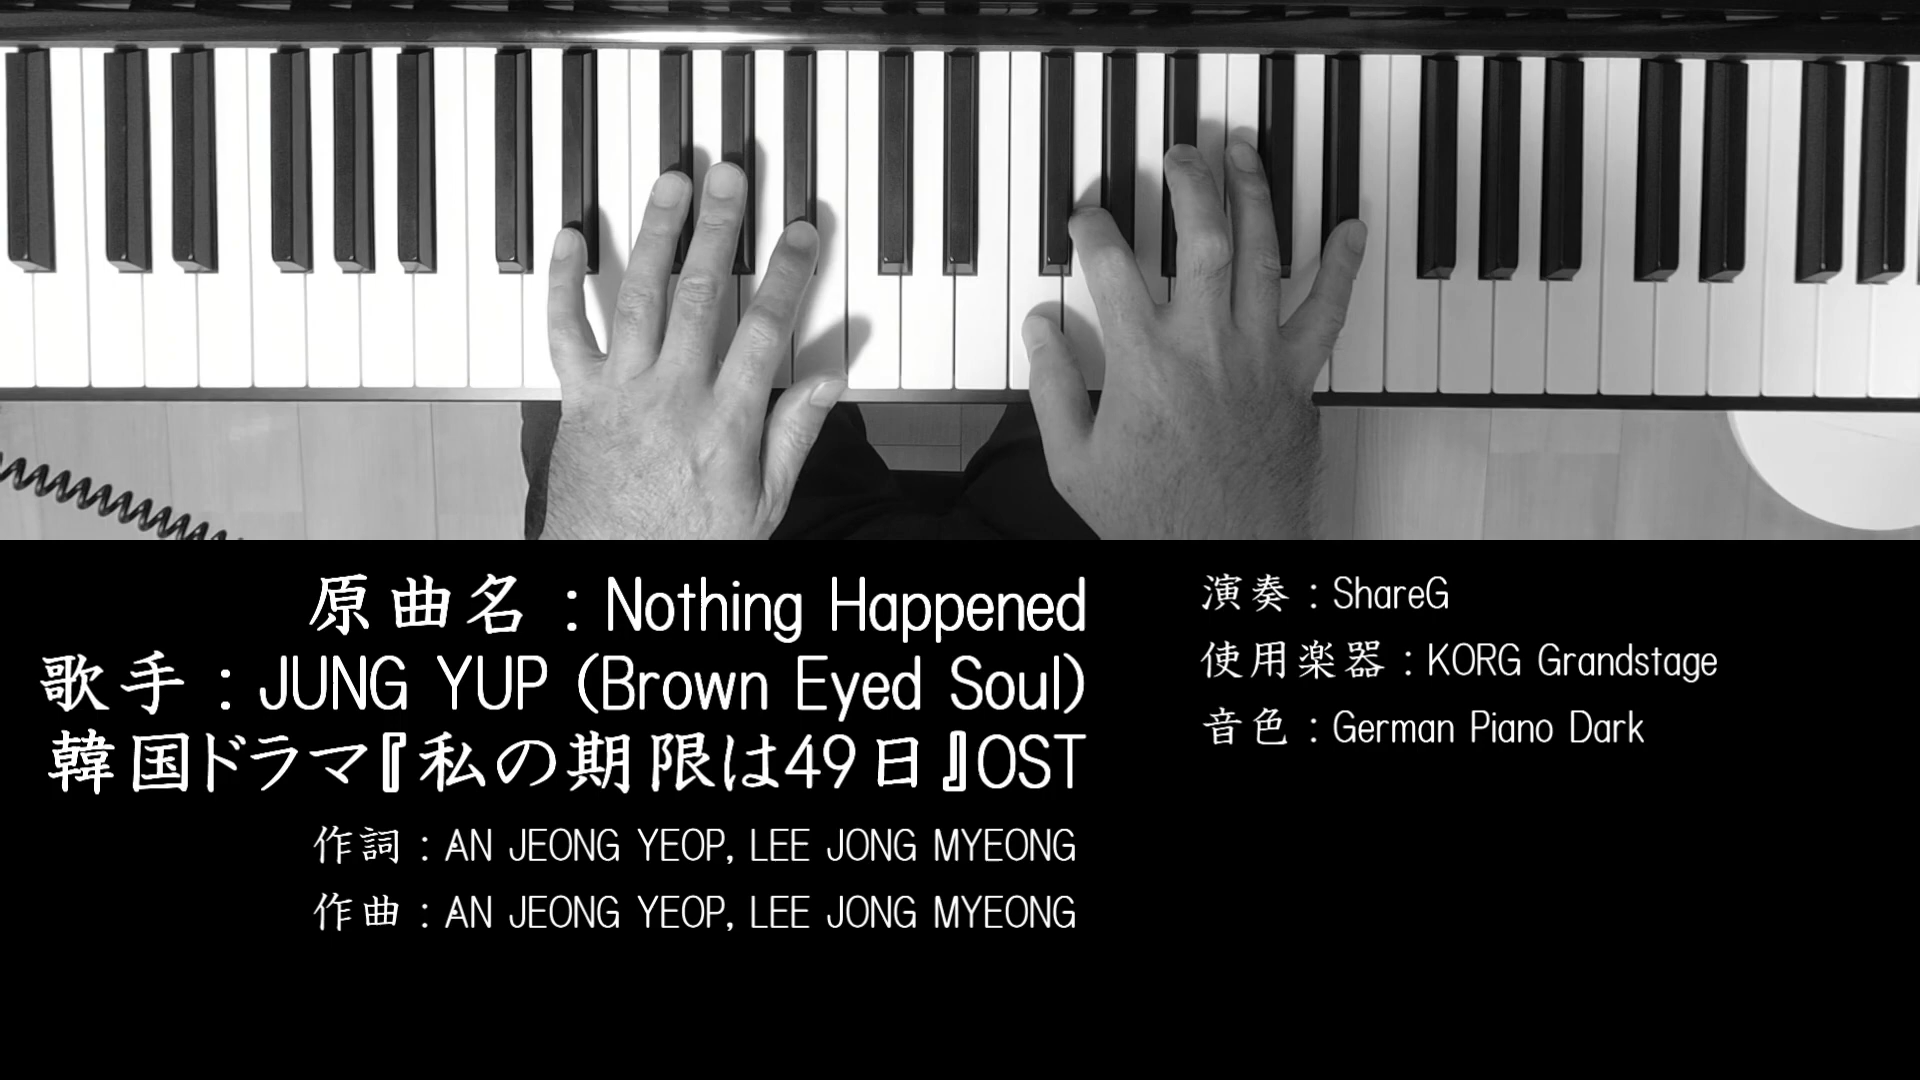 原曲名：Nothing Happened
歌手：JUNG YUP (Brown Eyed Soul)
韓国ドラマ『私の期限は49日』OST
作詞：AN JEONG YEOP, LEE JONG MYEONG
作曲：AN JEONG YEOP, LEE JONG MYEONG
演奏：ShareG
使用楽器：KORG Grandstage
音色：German Piano Dark